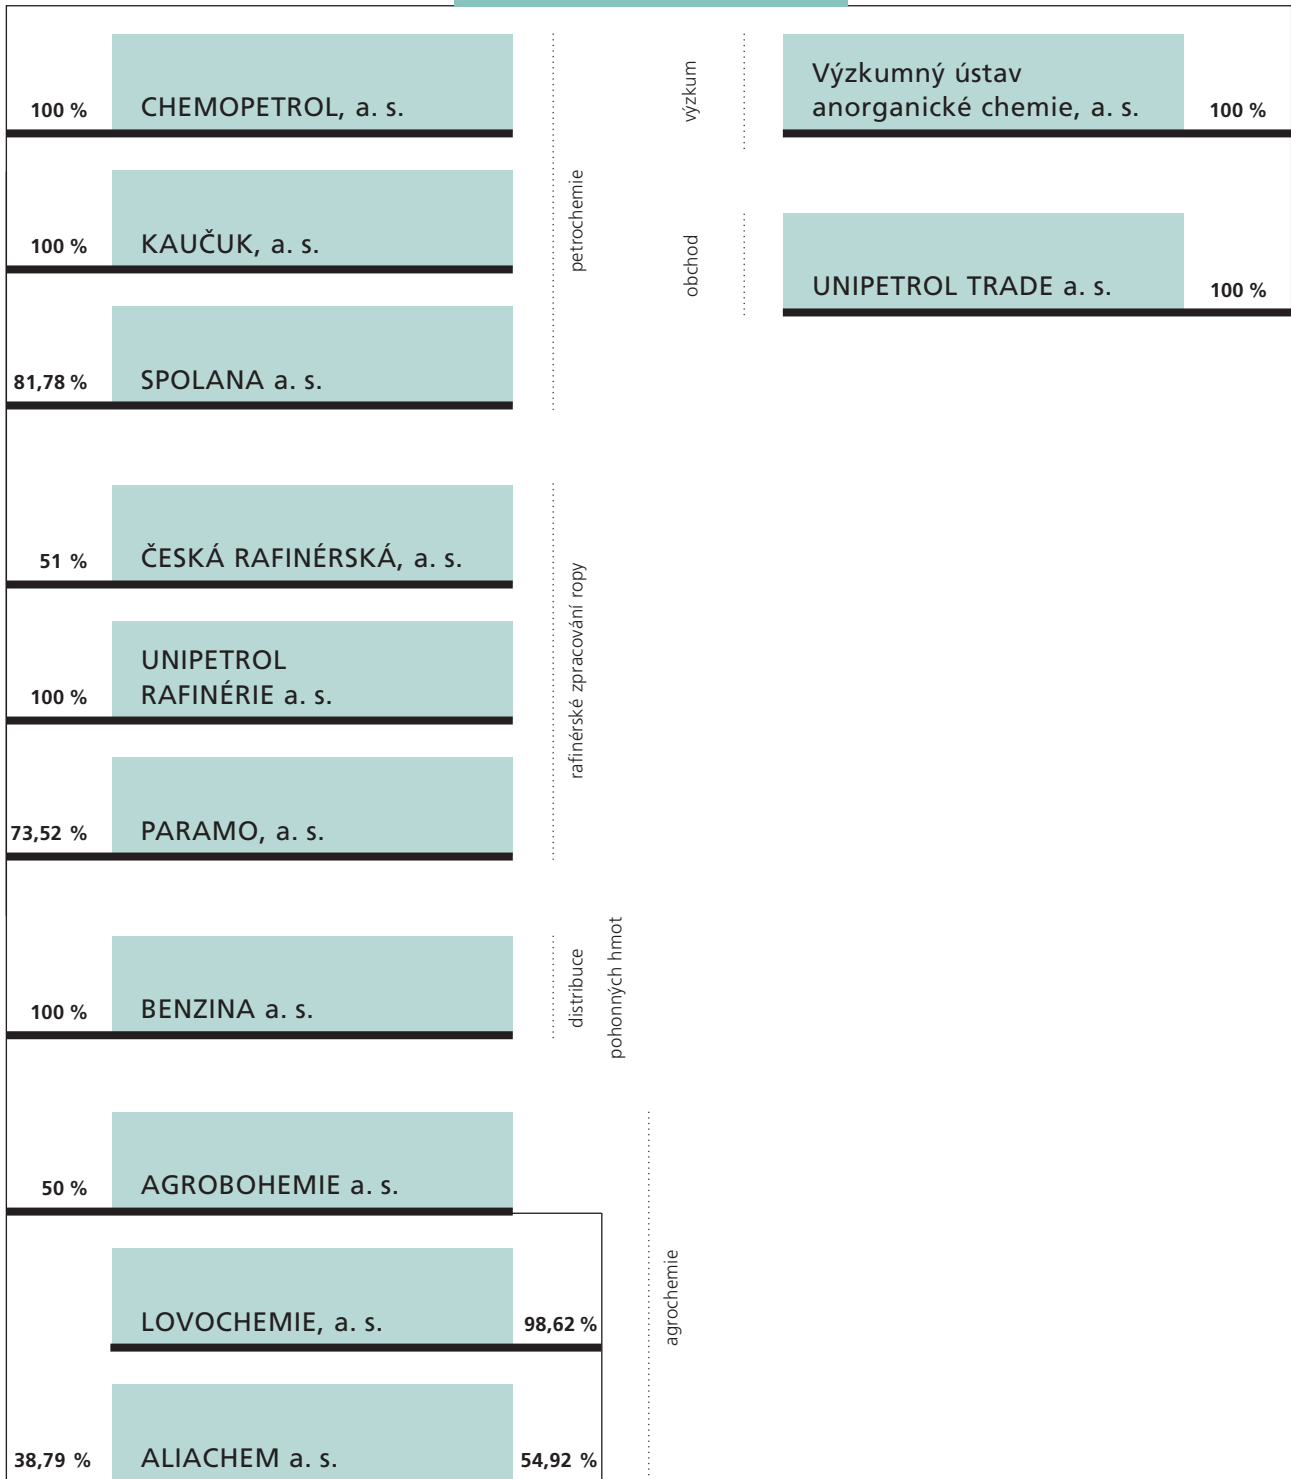 100 %
CHEMOPETROL, a. s.
100 %
KAUČUK, a. s.
81,78 %
SPOLANA a. s.
petrochemie
51 %
ČESKÁ RAFINÉRSKÁ, a. s.
UNIPETROL
100 %
RAFINÉRIE a. s.
73,52 %
PARAMO, a. s.
rafinérské zpracování ropy
100 %
BENZINA a. s.
distribuce
pohonných hmot
50 %
AGROBOHEMIE a. s.
LOVOCHEMIE, a. s.
98,62 %
38,79 %
ALIACHEM a. s.
54,92 %
agrochemie
výzkum
Výzkumný ústav
anorganické chemie, a. s.
100 %
obchod
UNIPETROL TRADE a. s.
100 %